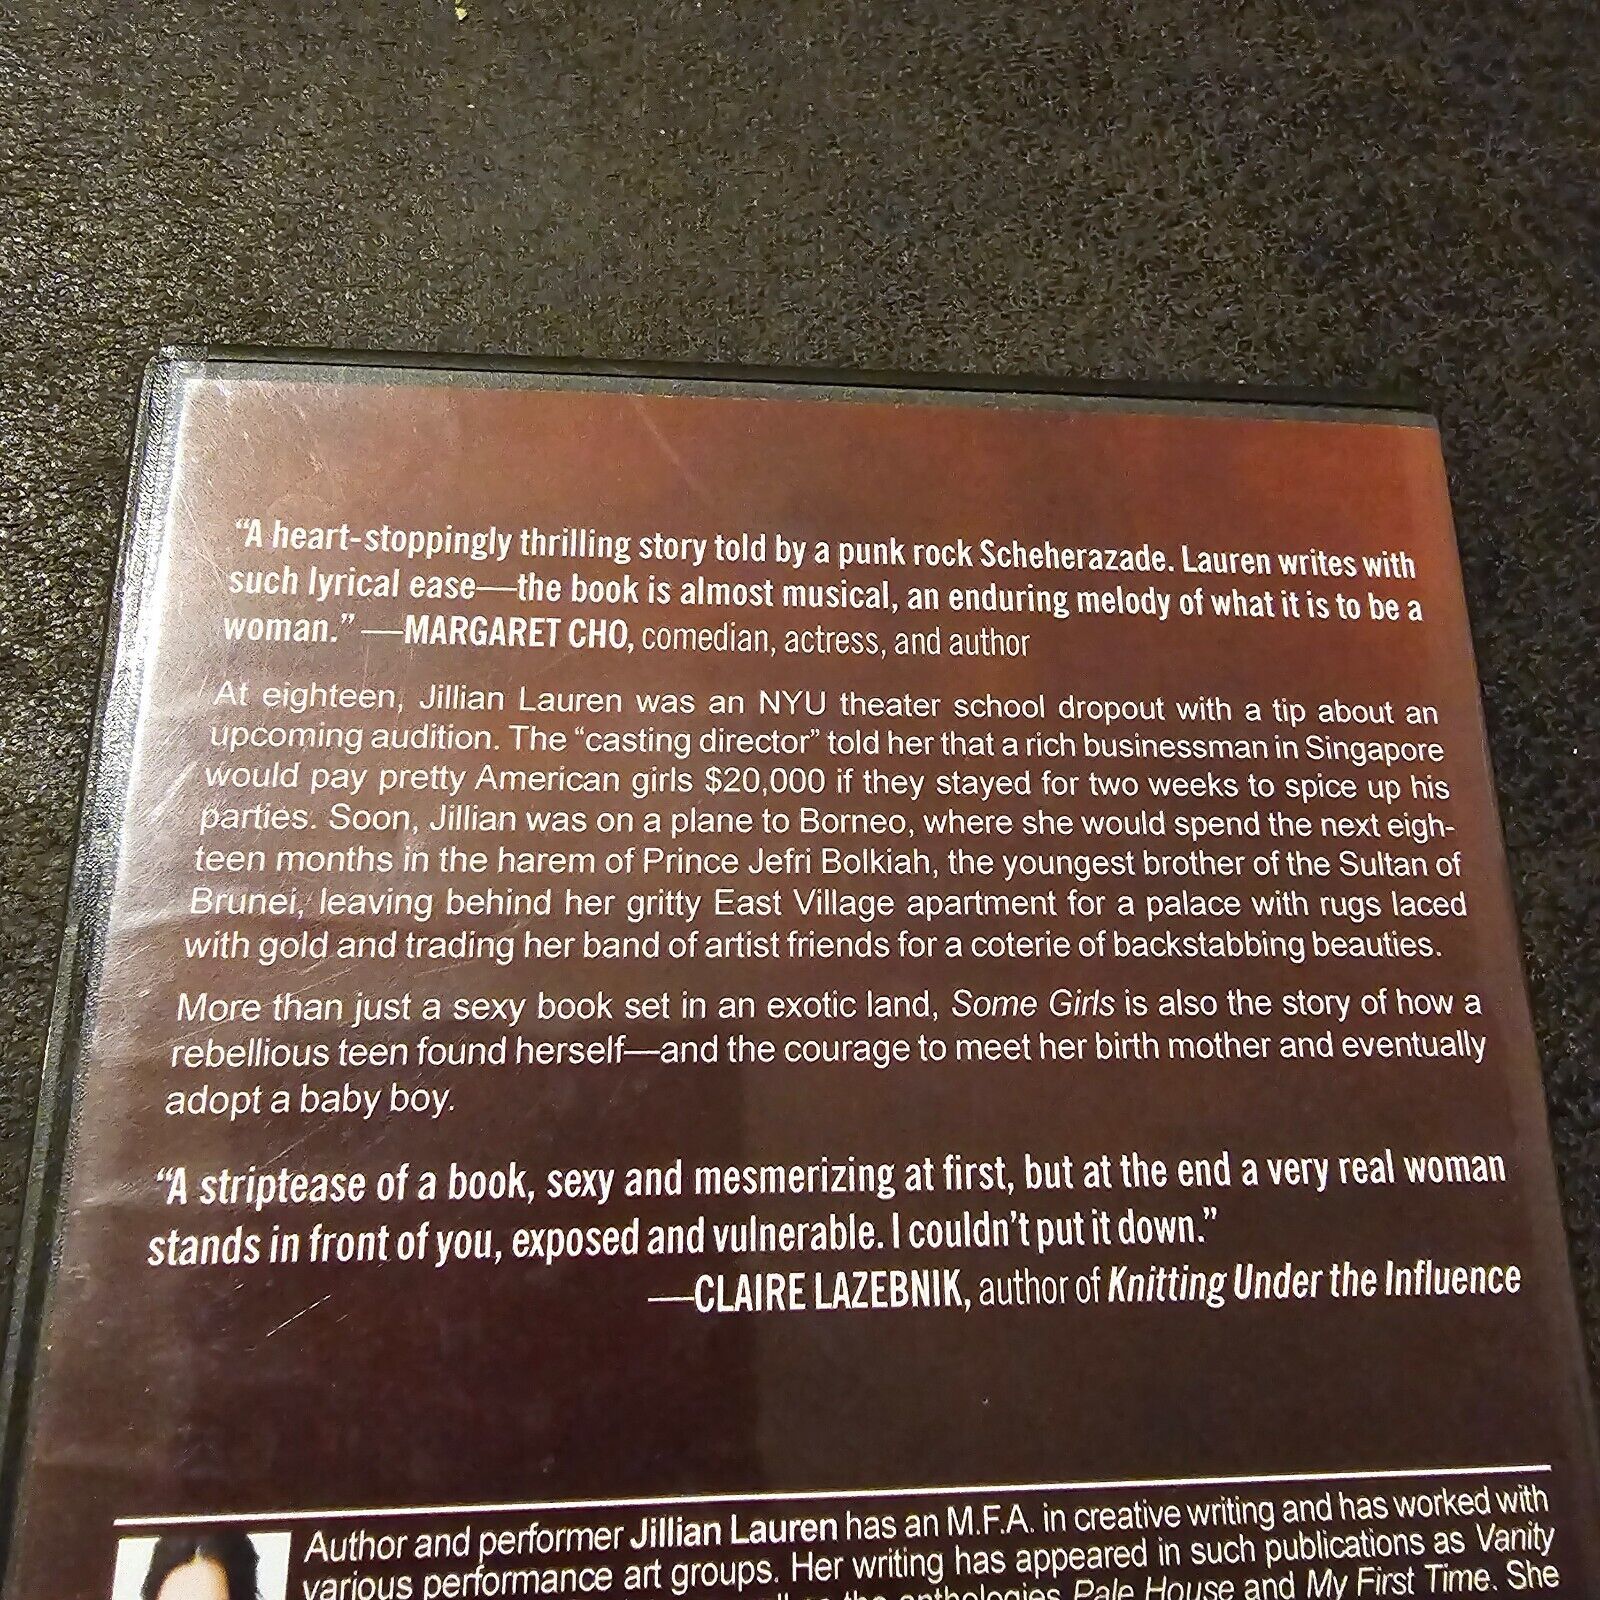 “A heart-stoppingly thrilling story told by a punk rock Scheherazade. Lauren writes with
such lyrical ease—the book is almost musical, an enduring melody of what it is to be a
woman.” —MARGARET CHO, comedian, actress, and author
At eighteen, Jillian Lauren was an NYU theater school dropout with a tip about an
upcoming audition. The “casting director” told her that a rich businessman in Singapore
would pay pretty American girls $20,000 if they stayed for two weeks to spice up his
parties. Soon, Jillian was on a plane to Borneo, where she would spend the next eigh-
teen months in the harem of Prince Jefri Bolkiah, the youngest brother of the Sultan of
Brunei, leaving behind her gritty East Village apartment for a palace with rugs laced
with gold and trading her band of artist friends for a coterie of backstabbing beauties.
More than just a sexy book set in an exotic land, Some Girls is also the story of how a
rebellious teen found herself—and the courage to meet her birth mother and eventually
adopt a baby boy.
“A striptease of a book, sexy and mesmerizing at first, but at the end a very real woman
stands in front of you, exposed and vulnerable. I couldn’t put it down.”
—CLAIRE LAZEBNIK, author of Knitting Under the Influence
Author and performer Jillian Lauren has an M.F.A. in creative writing and has worked with
various performance art groups. Her writing has appeared in such publications as Vanity
the anthologies Pale House and My First Time. She